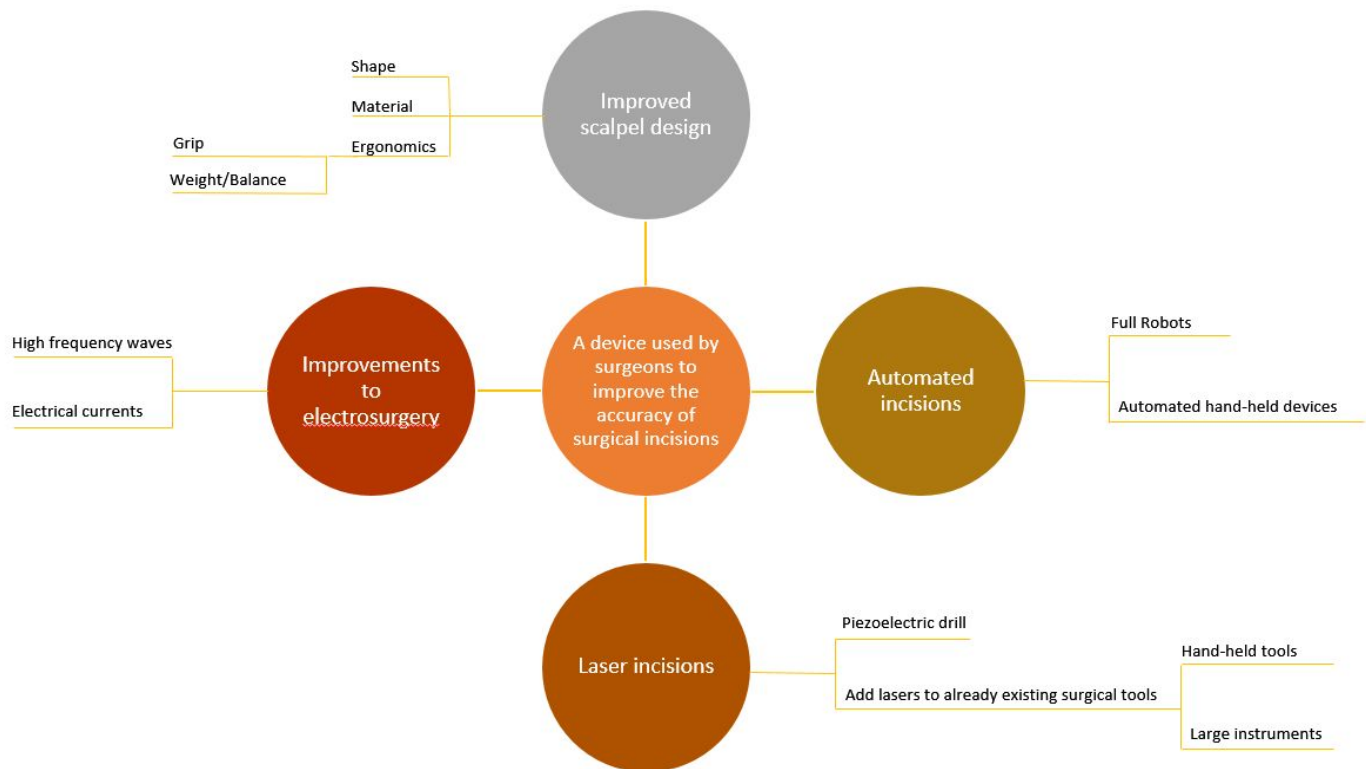 Improved
scalpel design
Shape
Material
Ergonomics
Grip
Weight/Balance
Improvements
to
electrosurgery
High frequency waves
Electrical currents
A device used by
surgeons to
improve the
accuracy of
surgical incisions
Automated
incisions
Full Robots
Automated hand-held devices
Laser incisions
Piezoelectric drill
Add lasers to already existing surgical tools
Hand-held tools
Large instruments